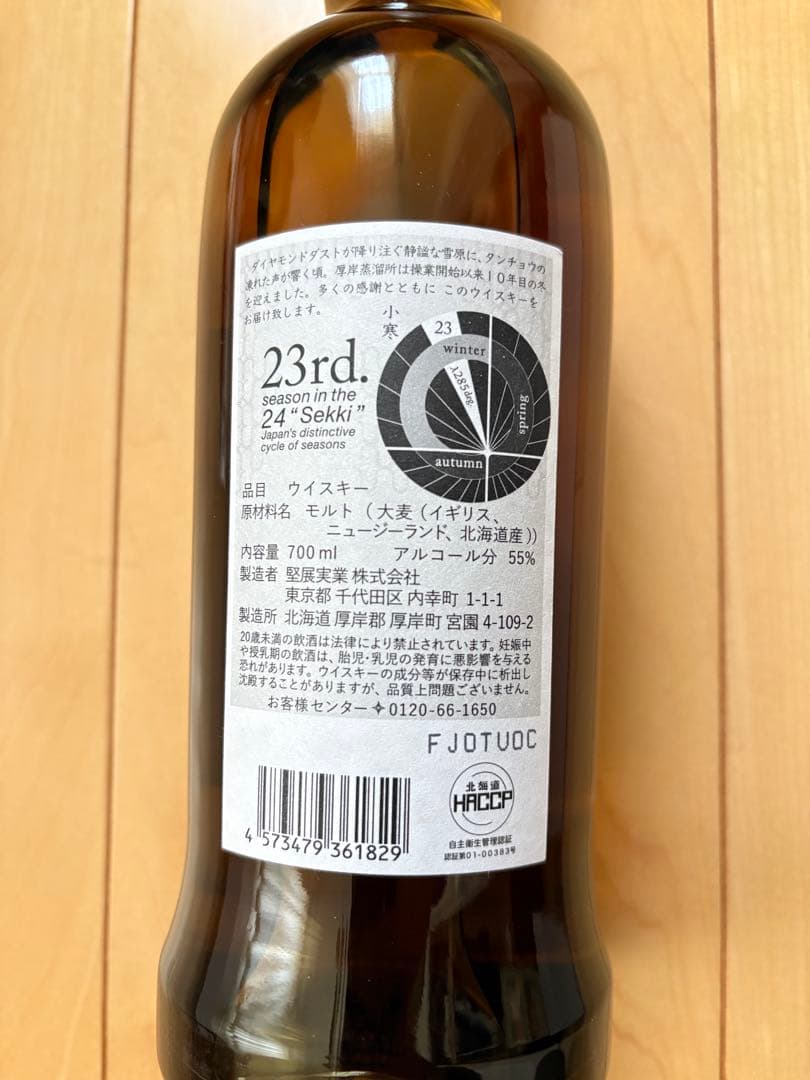 ダイヤモンドダストが降り注ぐ静謐な雪原に、タンチョウの
凍れた声が響く頃。厚岸蒸溜所は操業開始以来10年目の冬
を迎えました。多くの感謝とともに このウイスキーを
お届け致します。
小寒
23
winter
λ285deg.
spring
autumn
23rd.
season in the
24 “Sekki”
Japan's distinctive
cycle of seasons
品目 ウイスキー
原材料名 モルト (大麦 (イギリス、
ニュージーランド、北海道産))
内容量 700ml アルコール分 55%
製造者 堅展実業 株式会社
東京都 千代田区 内幸町 1-1-1
製造所 北海道 厚岸郡 厚岸町 宮園 4-109-2
20歳未満の飲酒は法律により禁止されています。妊娠中
や授乳期の飲酒は、胎児・乳児の発育に悪影響を与える
恐れがあります。ウイスキーの成分等が保存中に析出し
沈殿することがありますが、品質上問題ございません。
お客様センター✦0120-66-1650
FJOTUOC
4 573479 361829
北海道
HACCP
自主衛生管理認証
認証第01-00383号